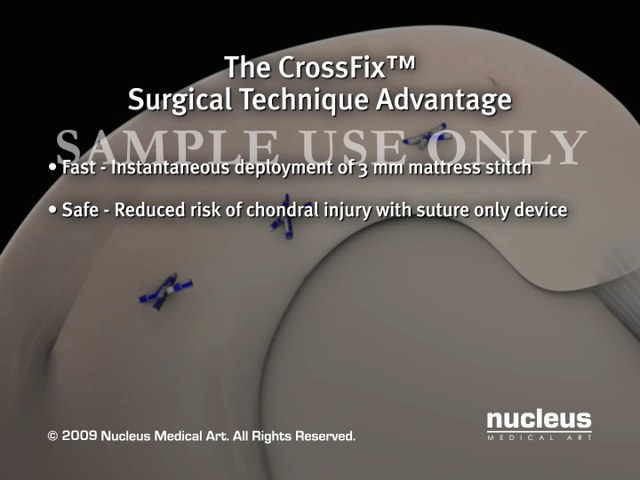 The CrossFix™
Surgical Technique Advantage
SAMPLE USE ONLY
• Fast - Instantaneous deployment of 3 mm mattress stitch
• Safe - Reduced risk of chondral injury with suture only device
nucleus
MEDICAL ART
© 2009 Nucleus Medical Art. All Rights Reserved.